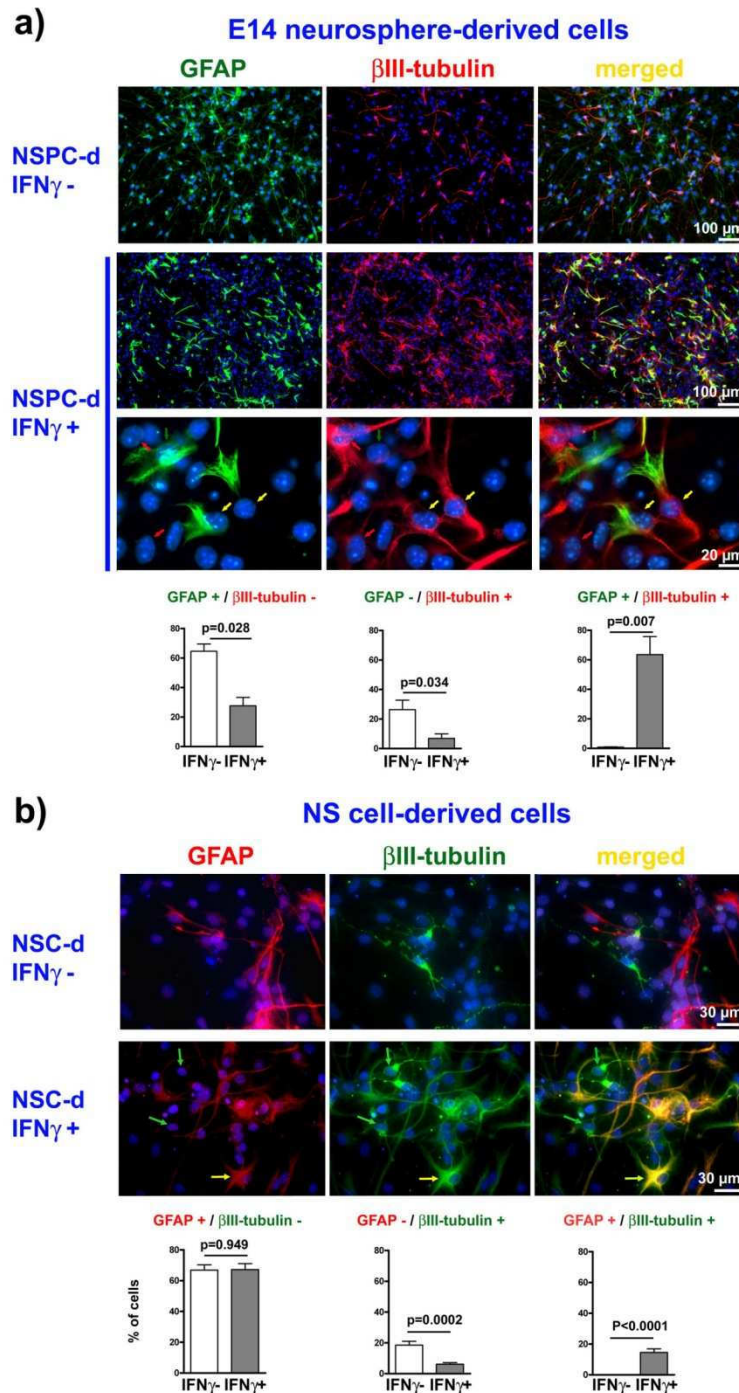 a)
E14 neurosphere-derived cells
GFAP βIII-tubulin merged
NSPC-d
IFNγ -
100 µm
NSPC-d
IFNγ +
100 µm
20 µm
GFAP + / βIII-tubulin - GFAP - / βIII-tubulin + GFAP + / βIII-tubulin +
80 60 40 20 0 p=0.028 IFNγ- IFNγ+
80 60 40 20 0 p=0.034 IFNγ- IFNγ+
80 60 40 20 0 p=0.007 IFNγ- IFNγ+
b)
NS cell-derived cells
GFAP βIII-tubulin merged
NSC-d
IFNγ -
30 µm
NSC-d
IFNγ +
30 µm
GFAP + / βIII-tubulin - GFAP - / βIII-tubulin + GFAP + / βIII-tubulin +
% of cells
80 60 40 20 0 p=0.949 IFNγ- IFNγ+
80 60 40 20 0 p=0.0002 IFNγ- IFNγ+
80 60 40 20 0 P<0.0001 IFNγ- IFNγ+